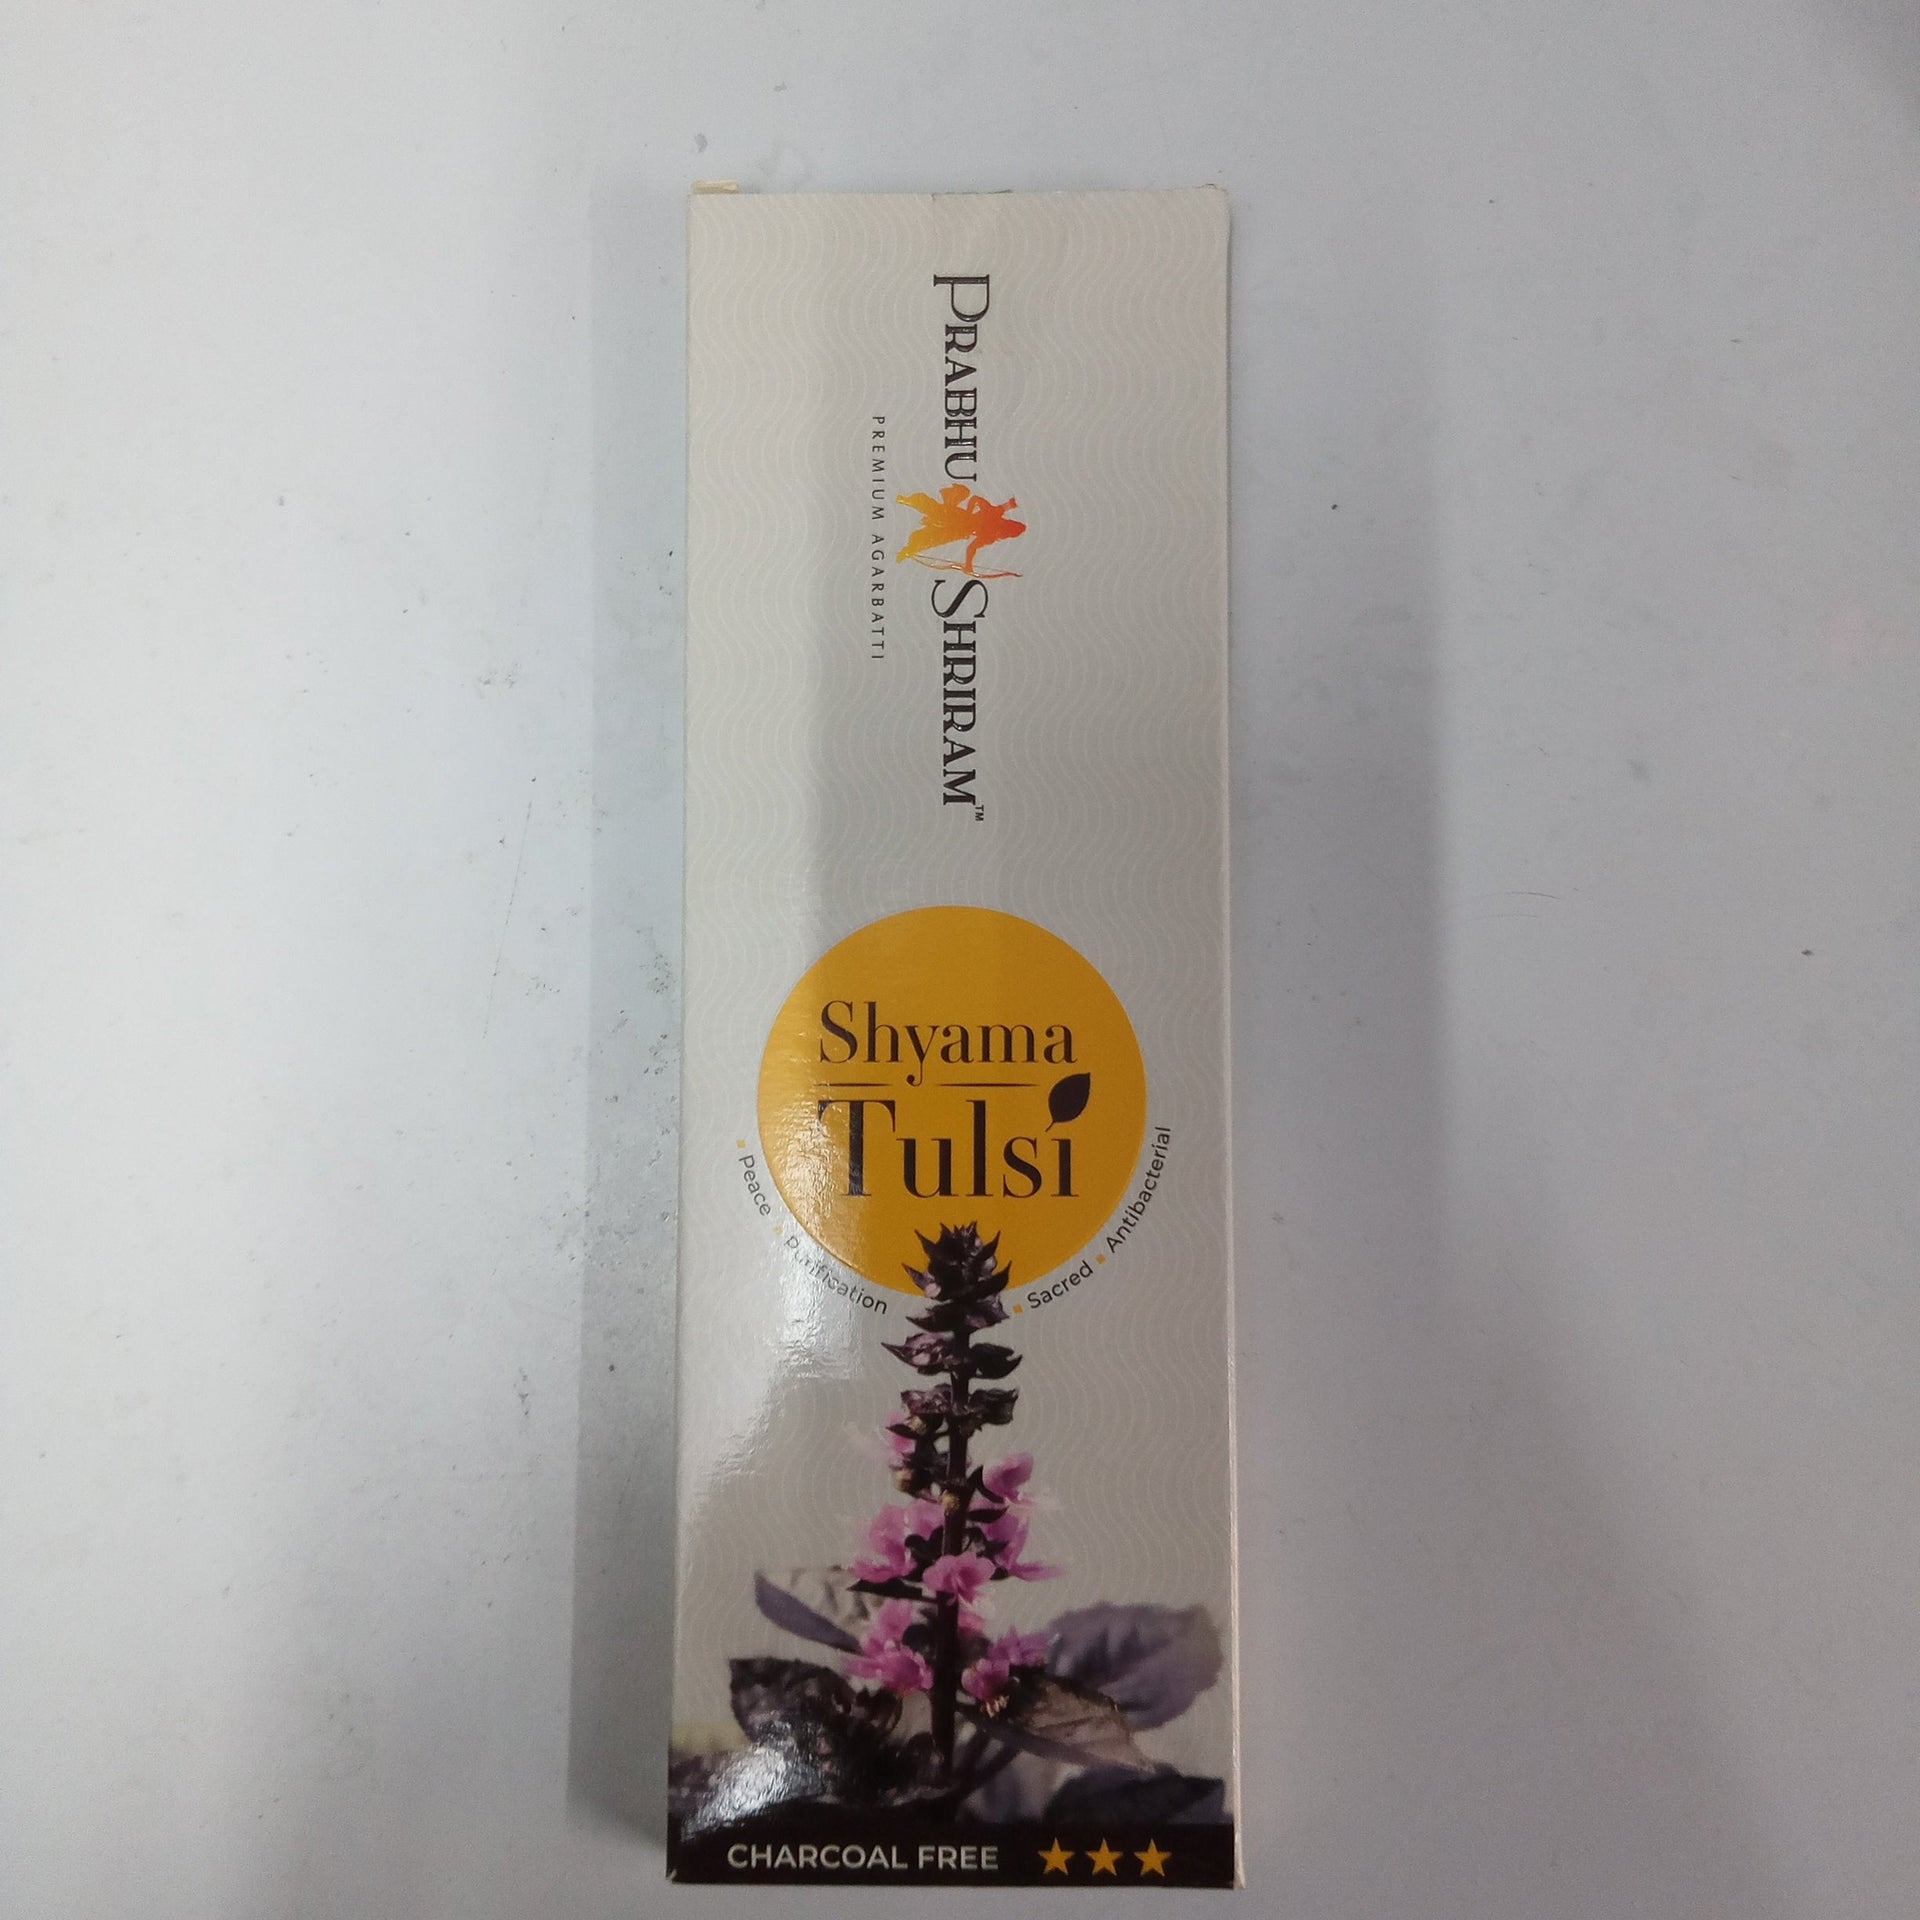 PRABHU SHRIRAM™
PREMIUM AGARBATTI
Shyama
Tulsi
Peace
Purification
Sacred
Antibacterial
CHARCOAL FREE